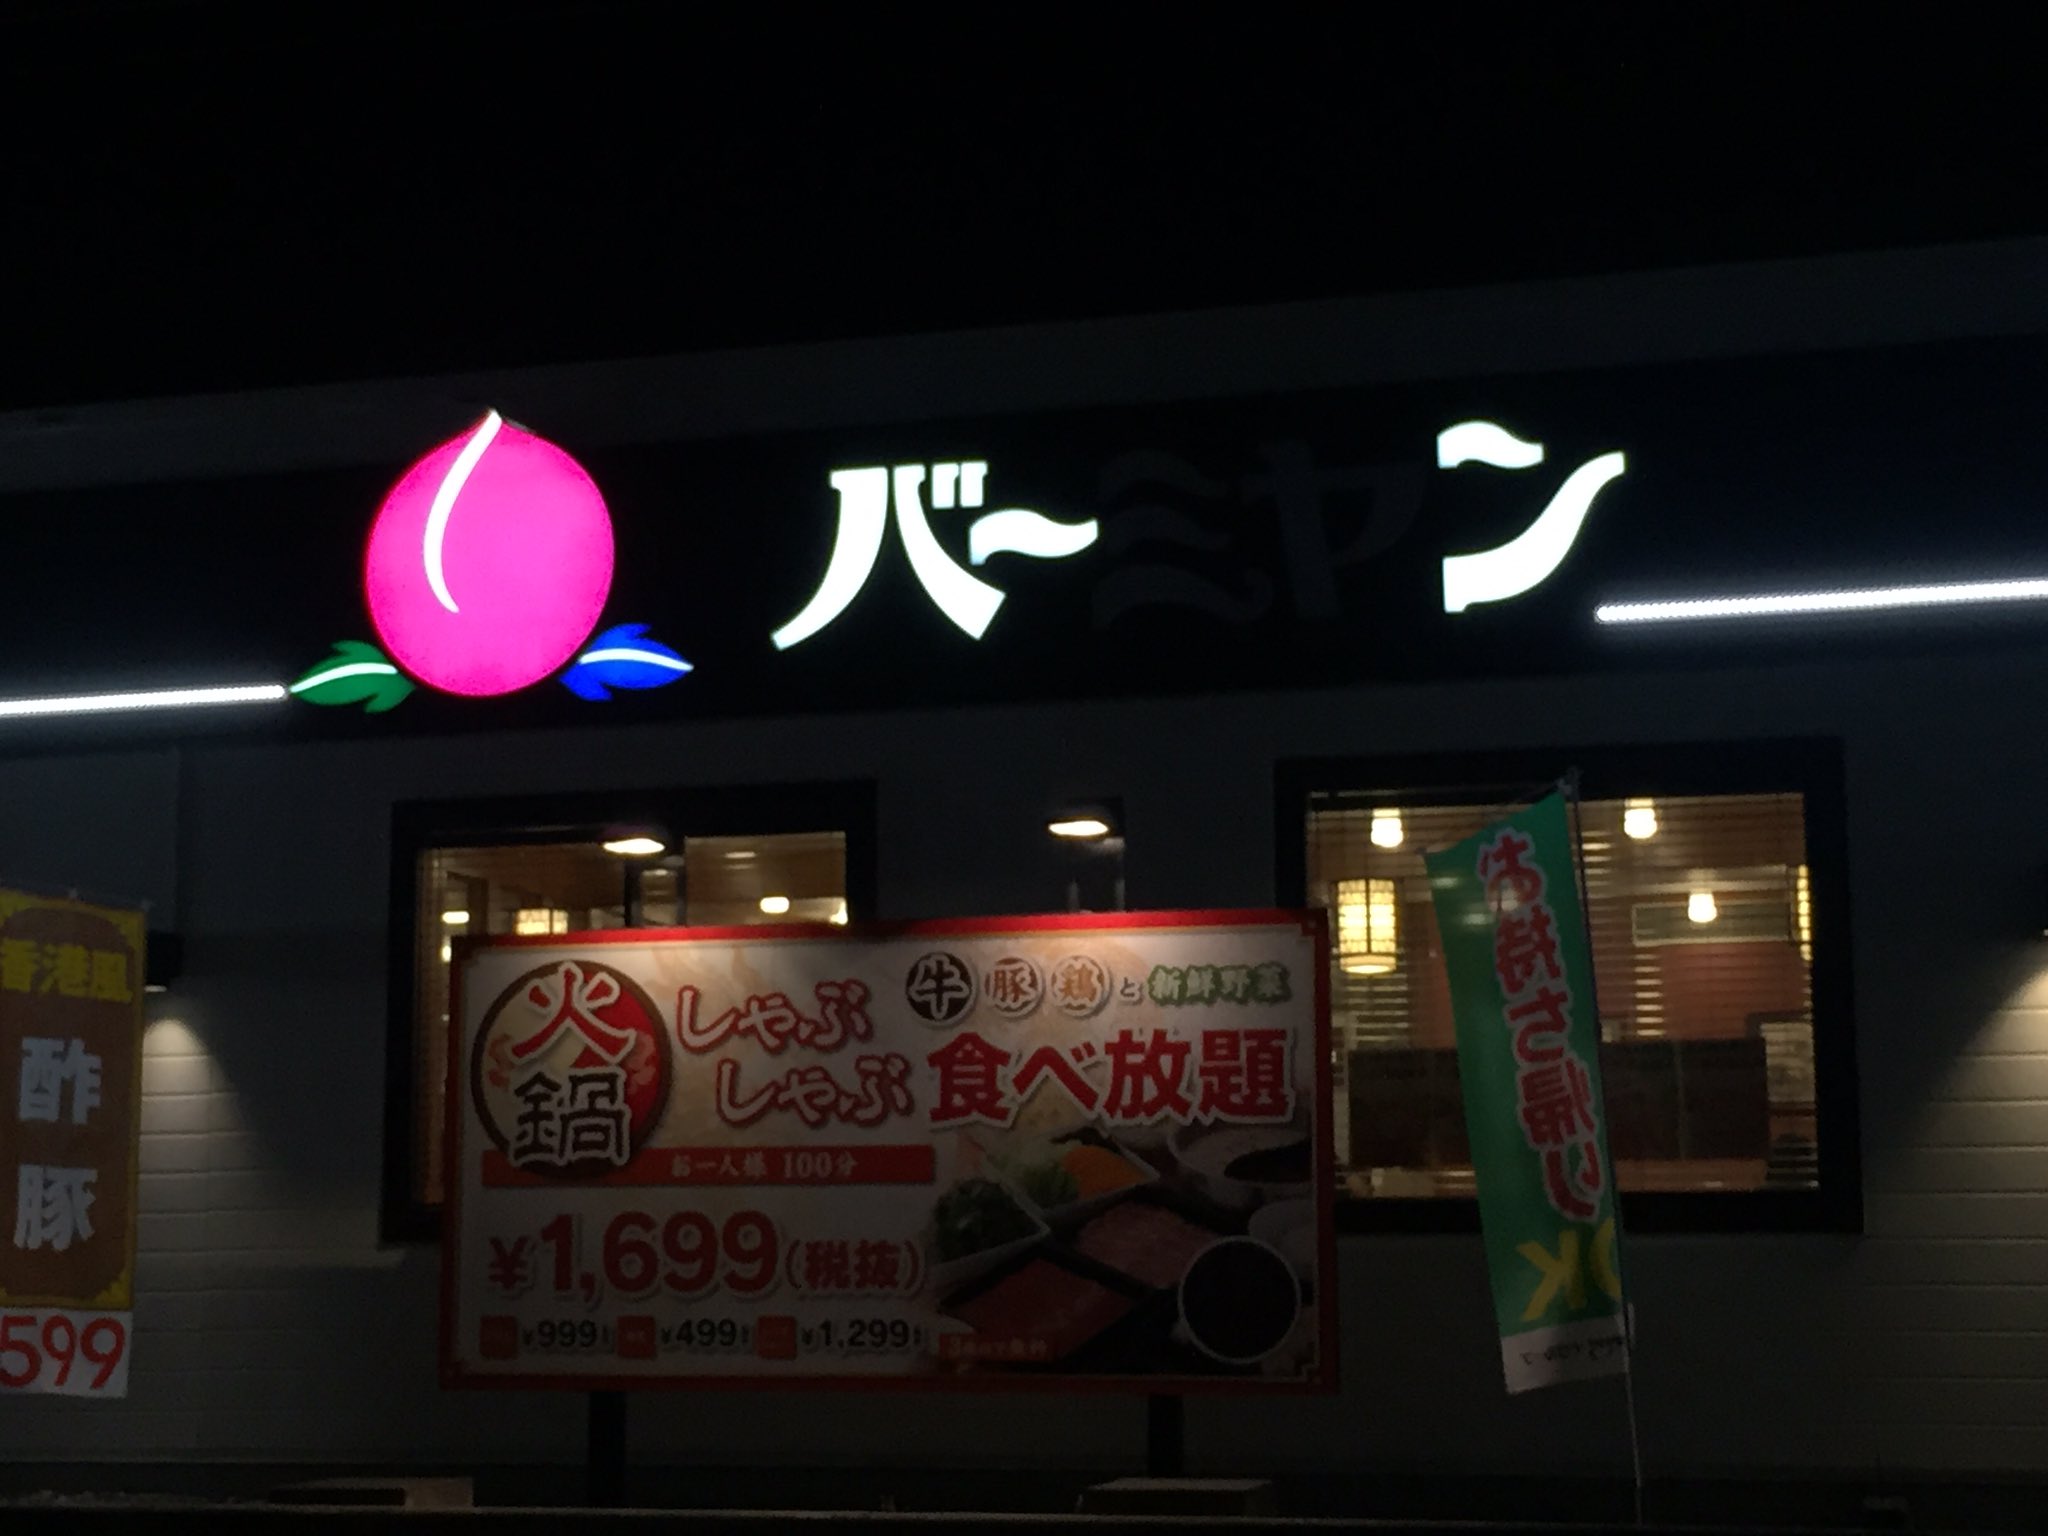 バーミヤン
香港風
酢
豚
599
火鍋
しゃぶ
しゃぶ
牛豚鶏と新鮮野菜
食べ放題
お一人様 100分
¥1,699(税抜)
¥999 ¥499 ¥1,299
お持ち帰り
OK